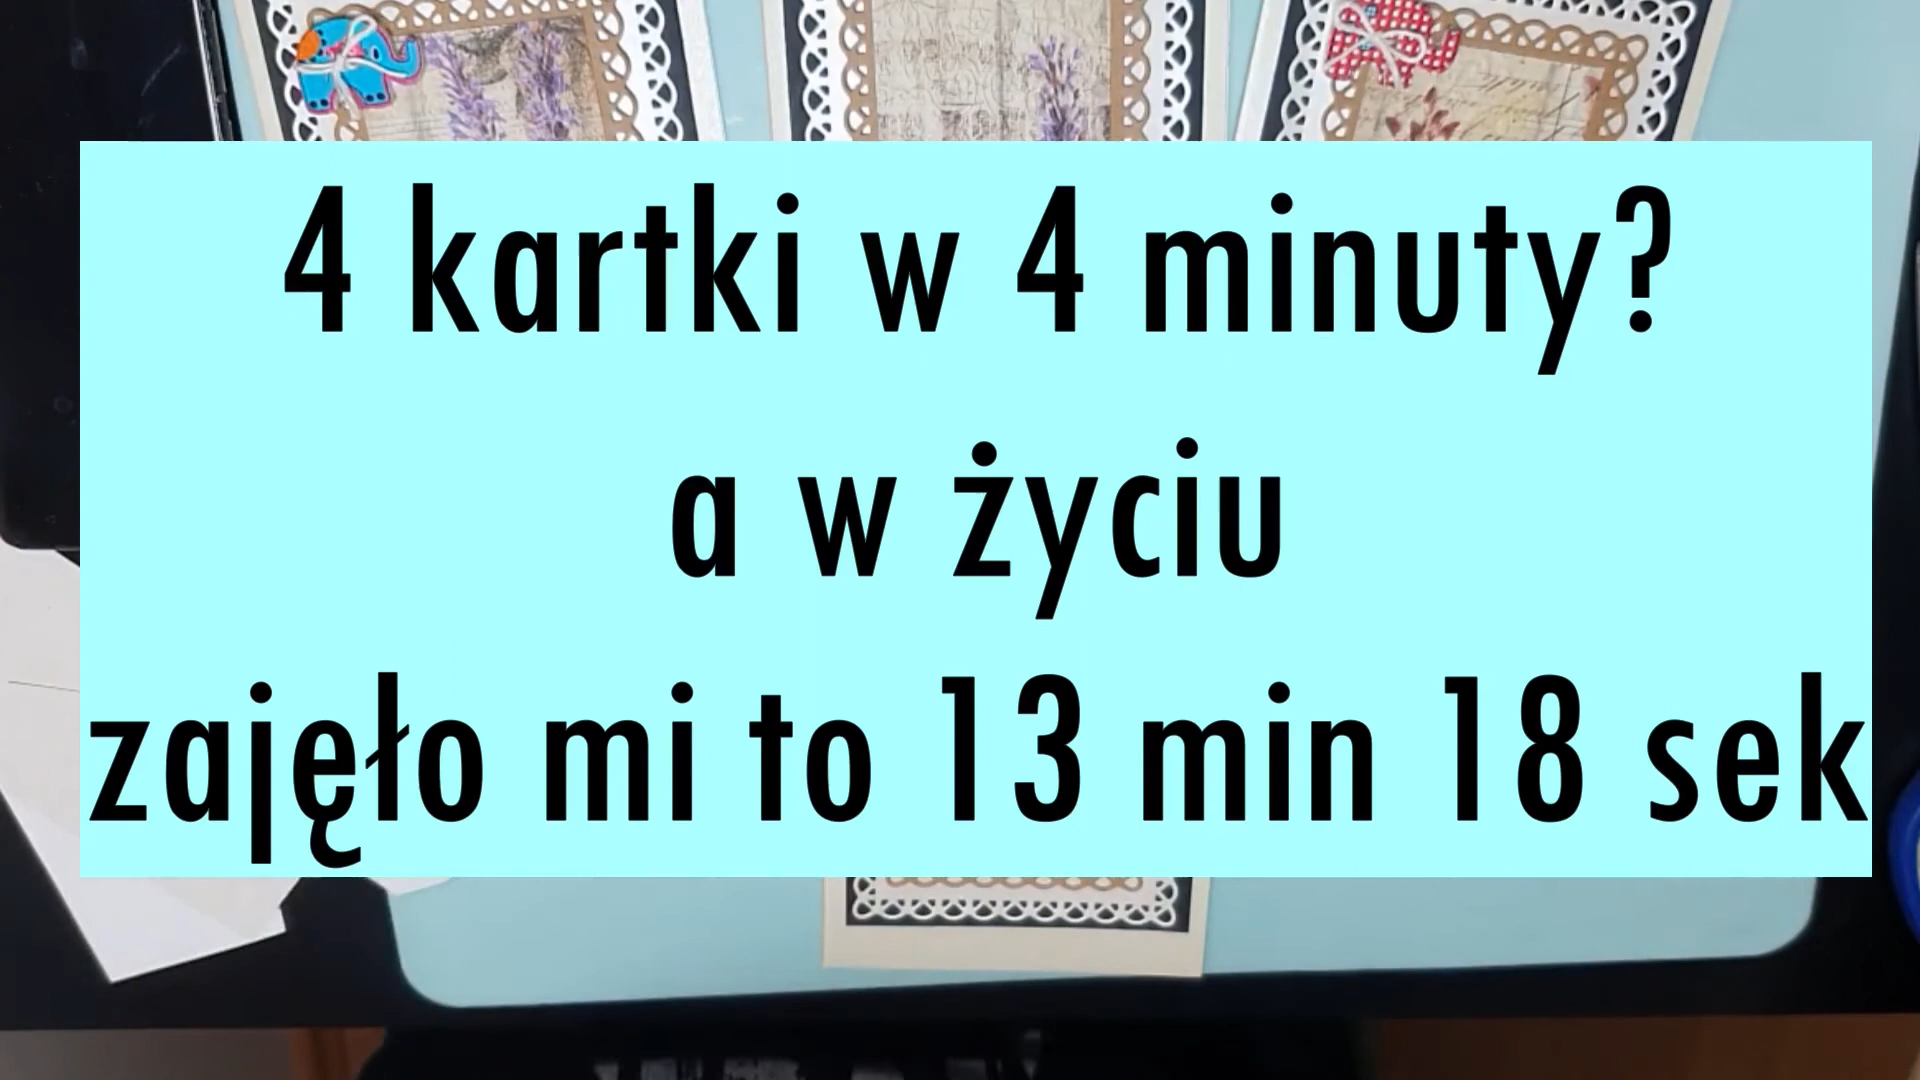 4 kartki w 4 minuty?
a w życiu
zajęło mi to 13 min 18 sek